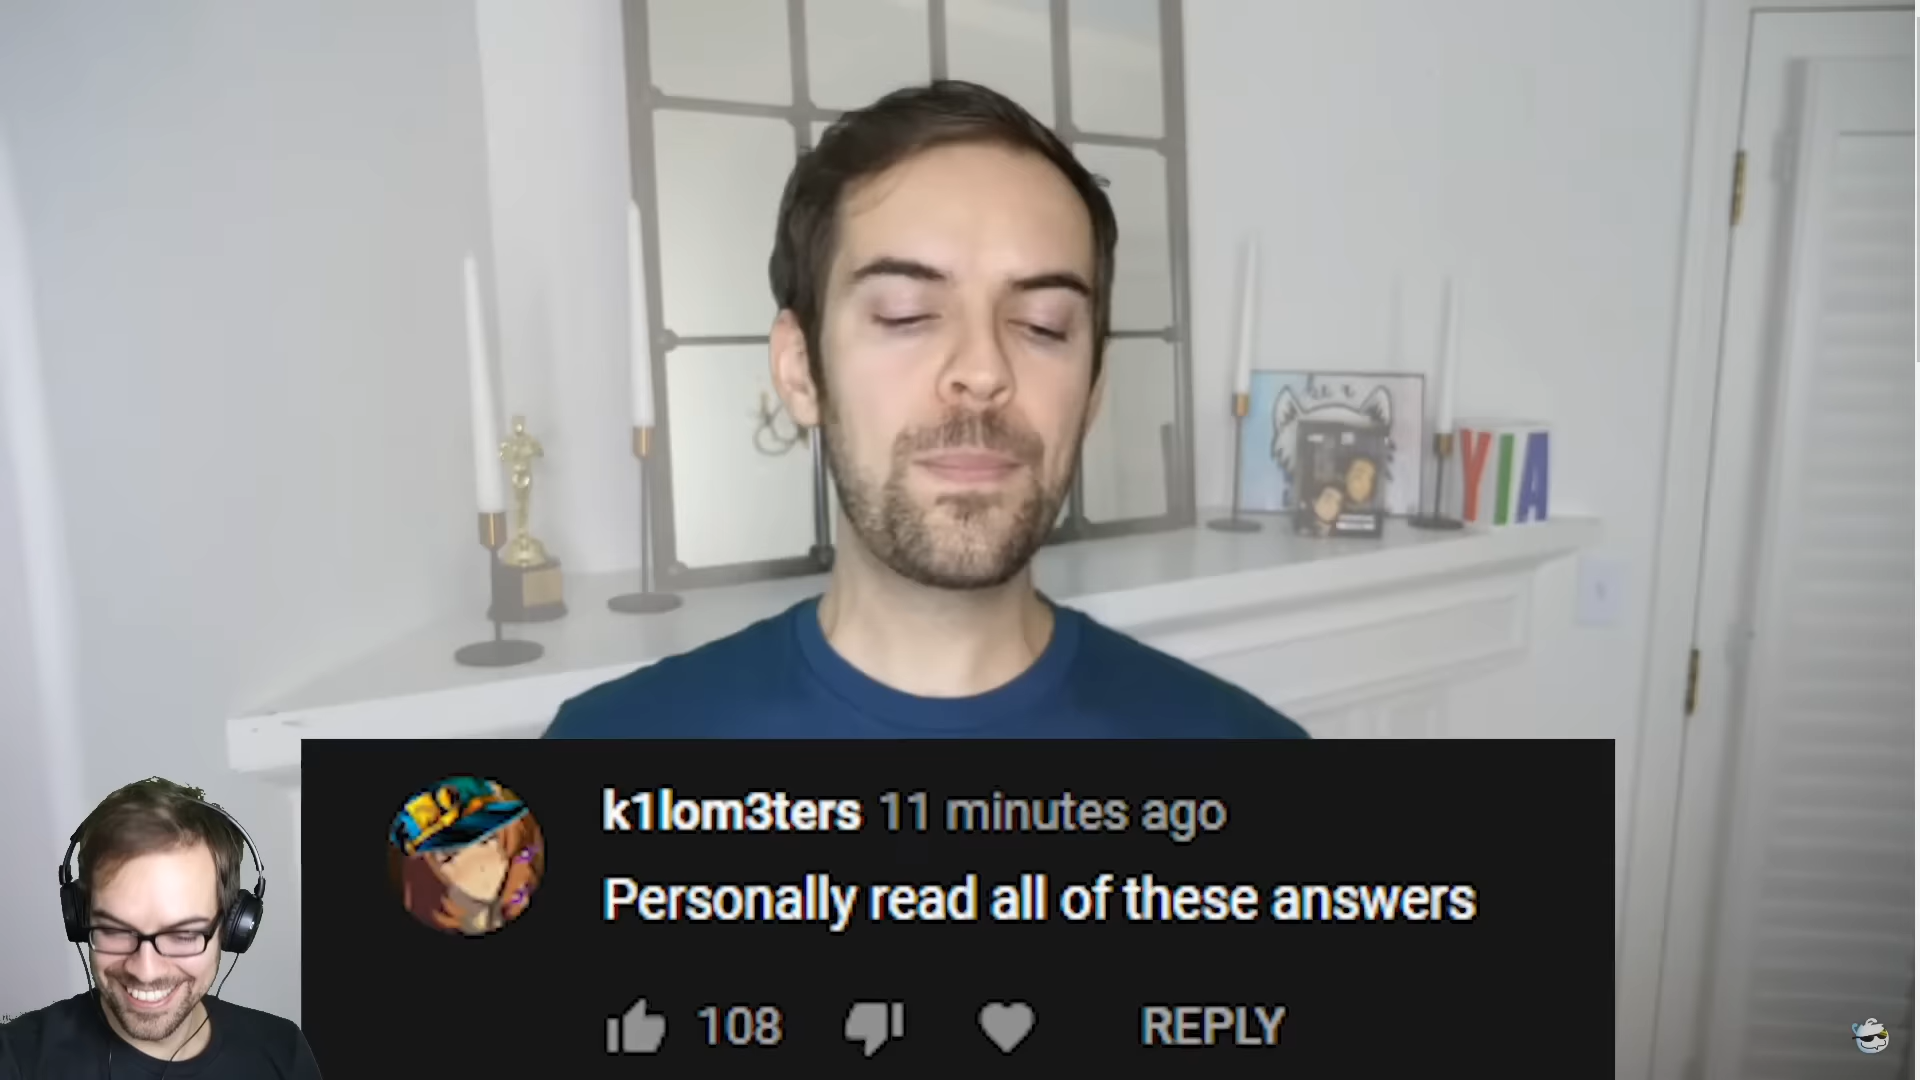 YIA
k1lom3ters 11 minutes ago
Personally read all of these answers
108 REPLY